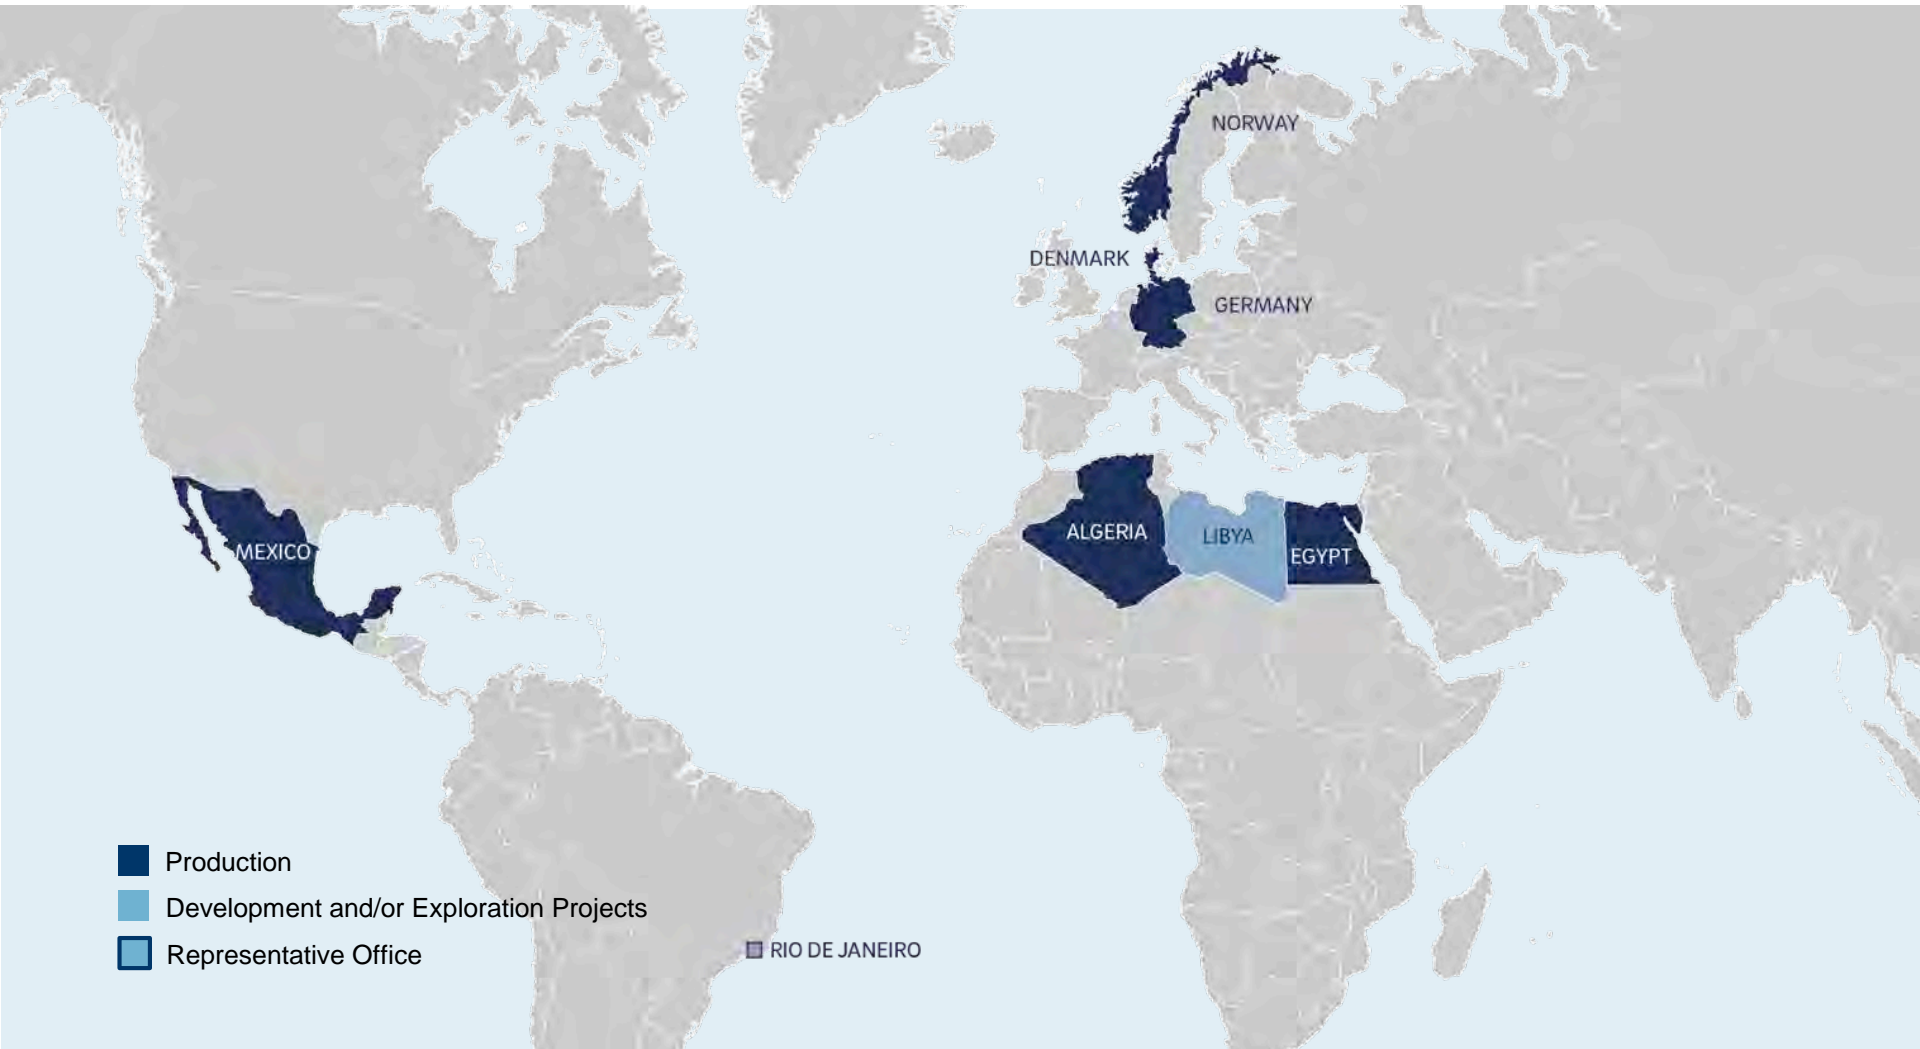 NORWAY
DENMARK
GERMANY
ALGERIA
LIBYA
EGYPT
MEXICO
Production
Development and/or Exploration Projects
Representative Office
RIO DE JANEIRO